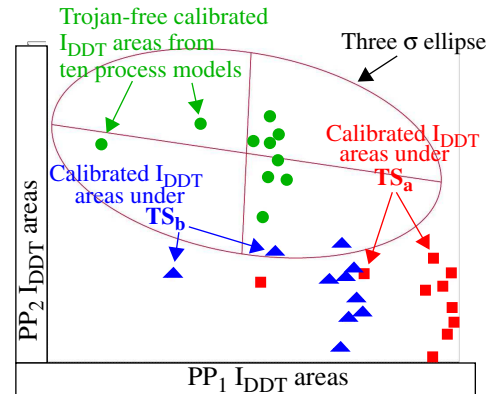 Trojan-free calibrated
IDDT areas from
ten process models
Three σ ellipse
Calibrated IDDT
areas under
TSa
Calibrated IDDT
areas under
TSb
PP2 IDDT areas
PP1 IDDT areas